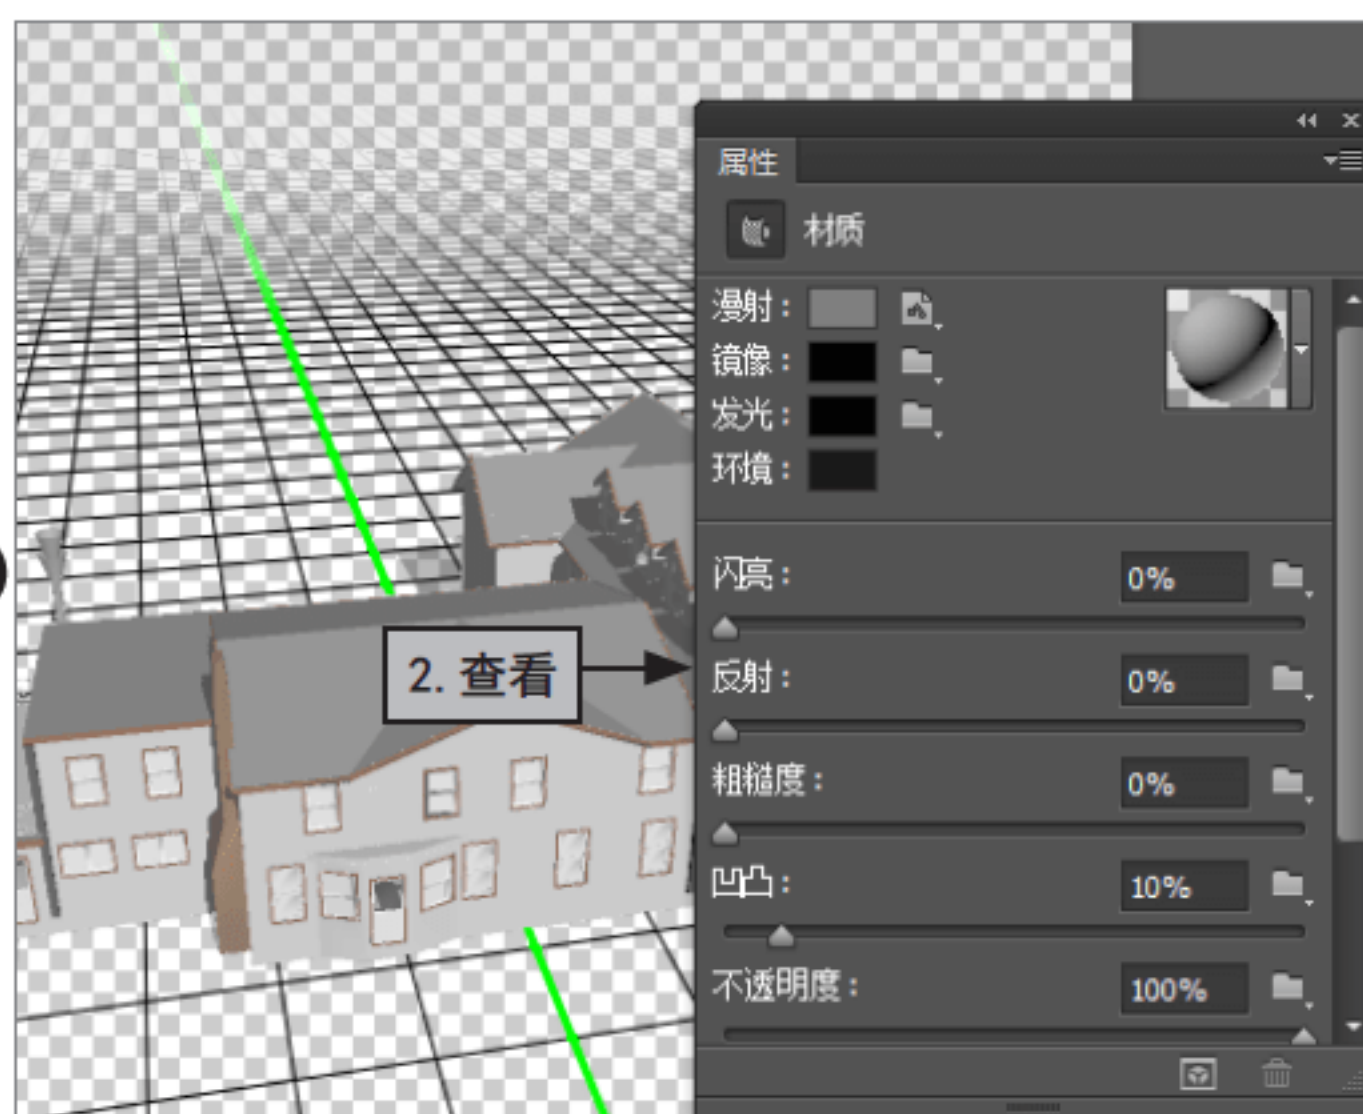 属性
材质
漫射：
镜像：
发光：
环境：
闪亮： 0%
2. 查看
反射： 0%
粗糙度： 0%
凹凸： 10%
不透明度： 100%